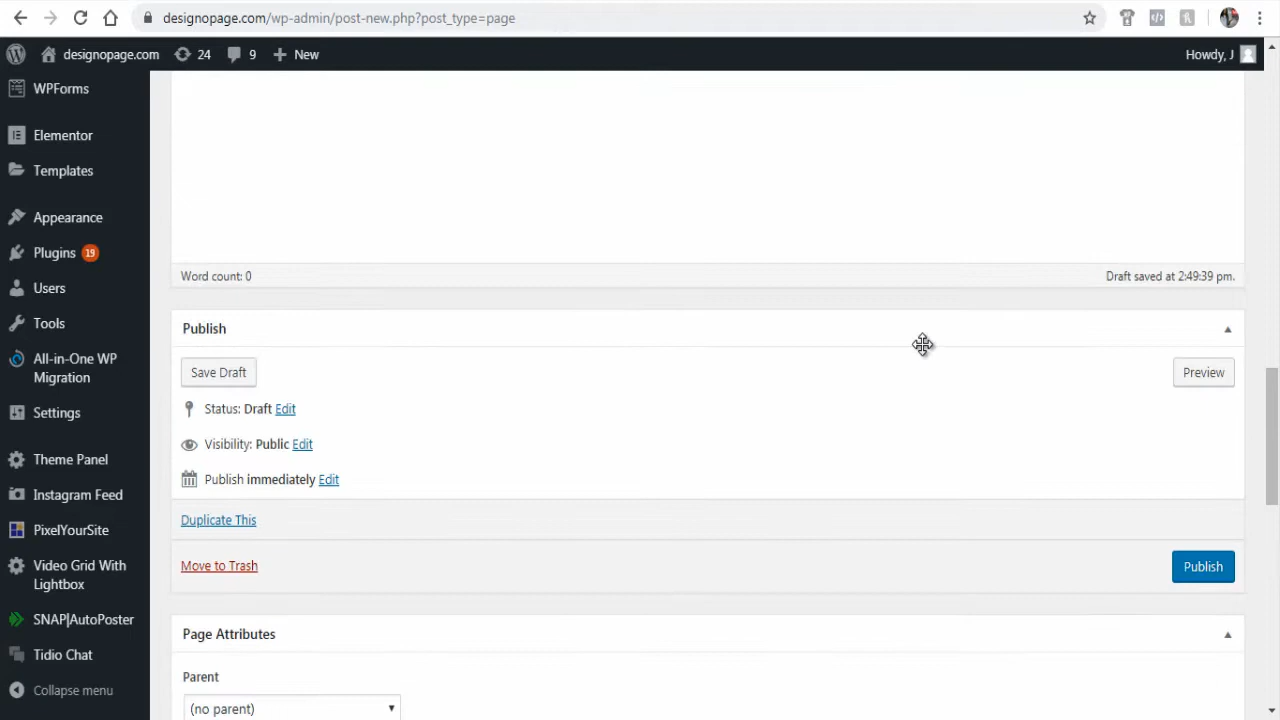 designopage.com/wp-admin/post-new.php?post_type=page
designopage.com 24 9 New Howdy, J
WPForms
Elementor
Templates
Appearance
Plugins 19
Users
Tools
All-in-One WP
Migration
Settings
Theme Panel
Instagram Feed
PixelYourSite
Video Grid With
Lightbox
SNAP|AutoPoster
Tidio Chat
Collapse menu
Word count: 0 Draft saved at 2:49:39 pm.
Publish
Save Draft Preview
Status: Draft Edit
Visibility: Public Edit
Publish immediately Edit
Duplicate This
Move to Trash Publish
Page Attributes
Parent
(no parent)